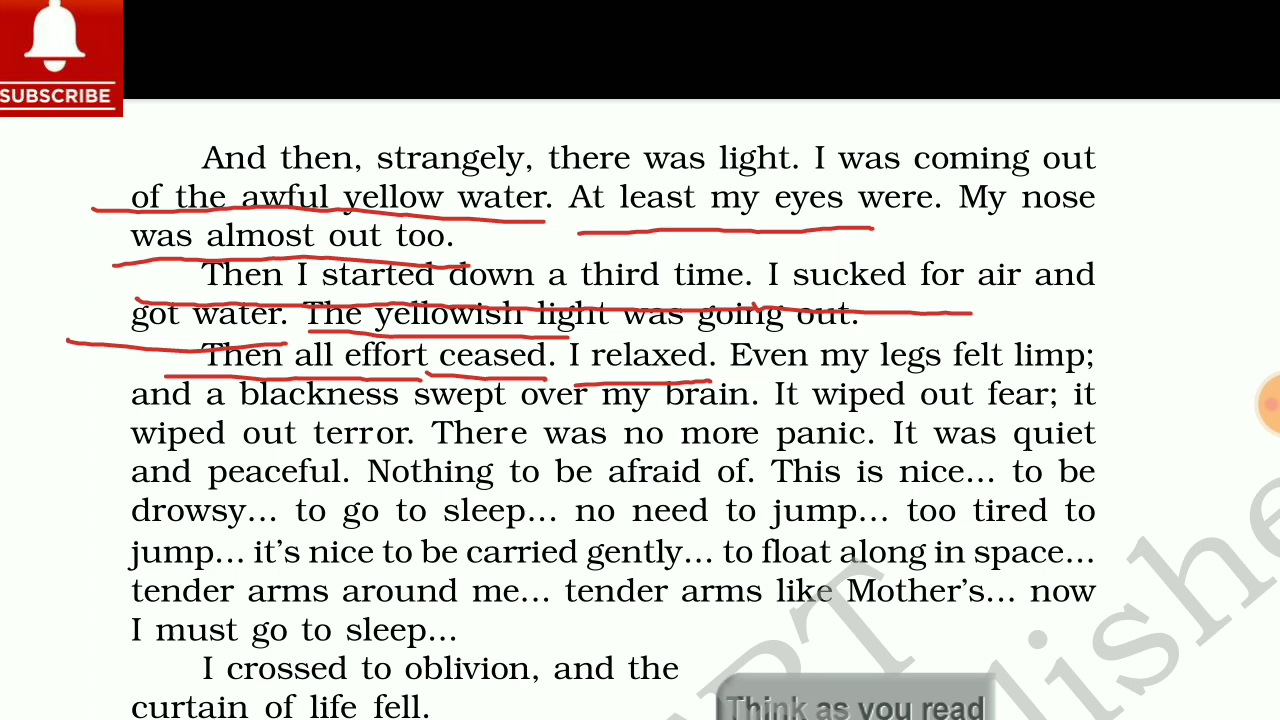 SUBSCRIBE
And then, strangely, there was light. I was coming out
of the awful yellow water. At least my eyes were. My nose
was almost out too.
Then I started down a third time. I sucked for air and
got water. The yellowish light was going out.
Then all effort ceased. I relaxed. Even my legs felt limp;
and a blackness swept over my brain. It wiped out fear; it
wiped out terror. There was no more panic. It was quiet
and peaceful. Nothing to be afraid of. This is nice... to be
drowsy... to go to sleep... no need to jump... too tired to
jump... it's nice to be carried gently... to float along in space...
tender arms around me... tender arms like Mother's... now
I must go to sleep...
I crossed to oblivion, and the
curtain of life fell.
Think as you read